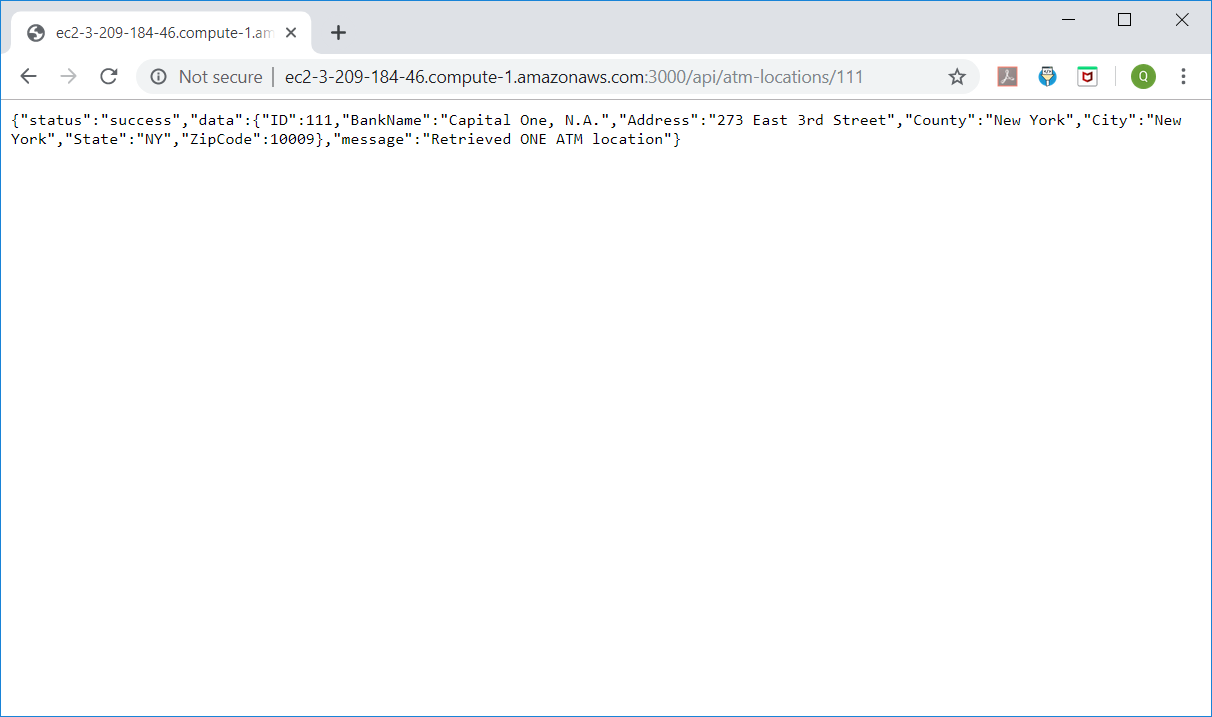 ec2-3-209-184-46.compute-1.am
Not secure | ec2-3-209-184-46.compute-1.amazonaws.com:3000/api/atm-locations/111
Q
{"status":"success","data":{"ID":111,"BankName":"Capital One, N.A.","Address":"273 East 3rd Street","County":"New York","City":"New
York","State":"NY","ZipCode":10009},"message":"Retrieved ONE ATM location"}